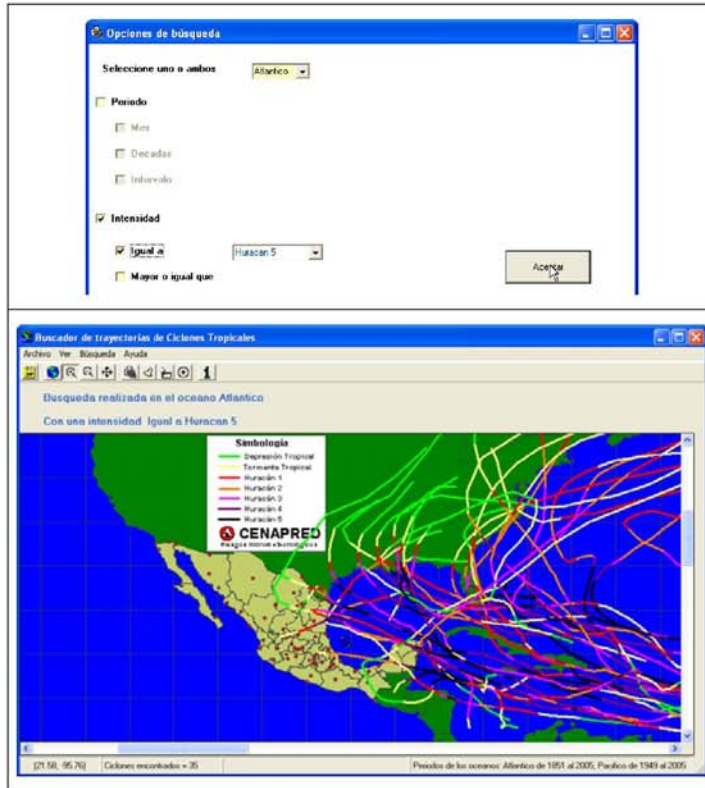 Opciones de búsqueda
Seleccione uno o ambos
Atlantico
Periodo
Mes
Decadas
Intervalo
Intensidad
Igual a
Huracan 5
Mayor o igual que
Buscador de trayectorias de Ciclones Tropicales
Archivo Ver Búsqueda Ayuda
Busqueda realizada en el oceano Atlantico
Con una intensidad Igual a Huracan 5
Simbología
Depresión Tropical
Tormenta Tropical
Huracán 1
Huracán 2
Huracán 3
Huracán 4
Huracán 5
CENAPRED
(21.58, -95.76)
Ciclones encontrados = 35
Periodos de los oceanos: Atlantico de 1851 al 2005, Pacifico de 1949 al 2005